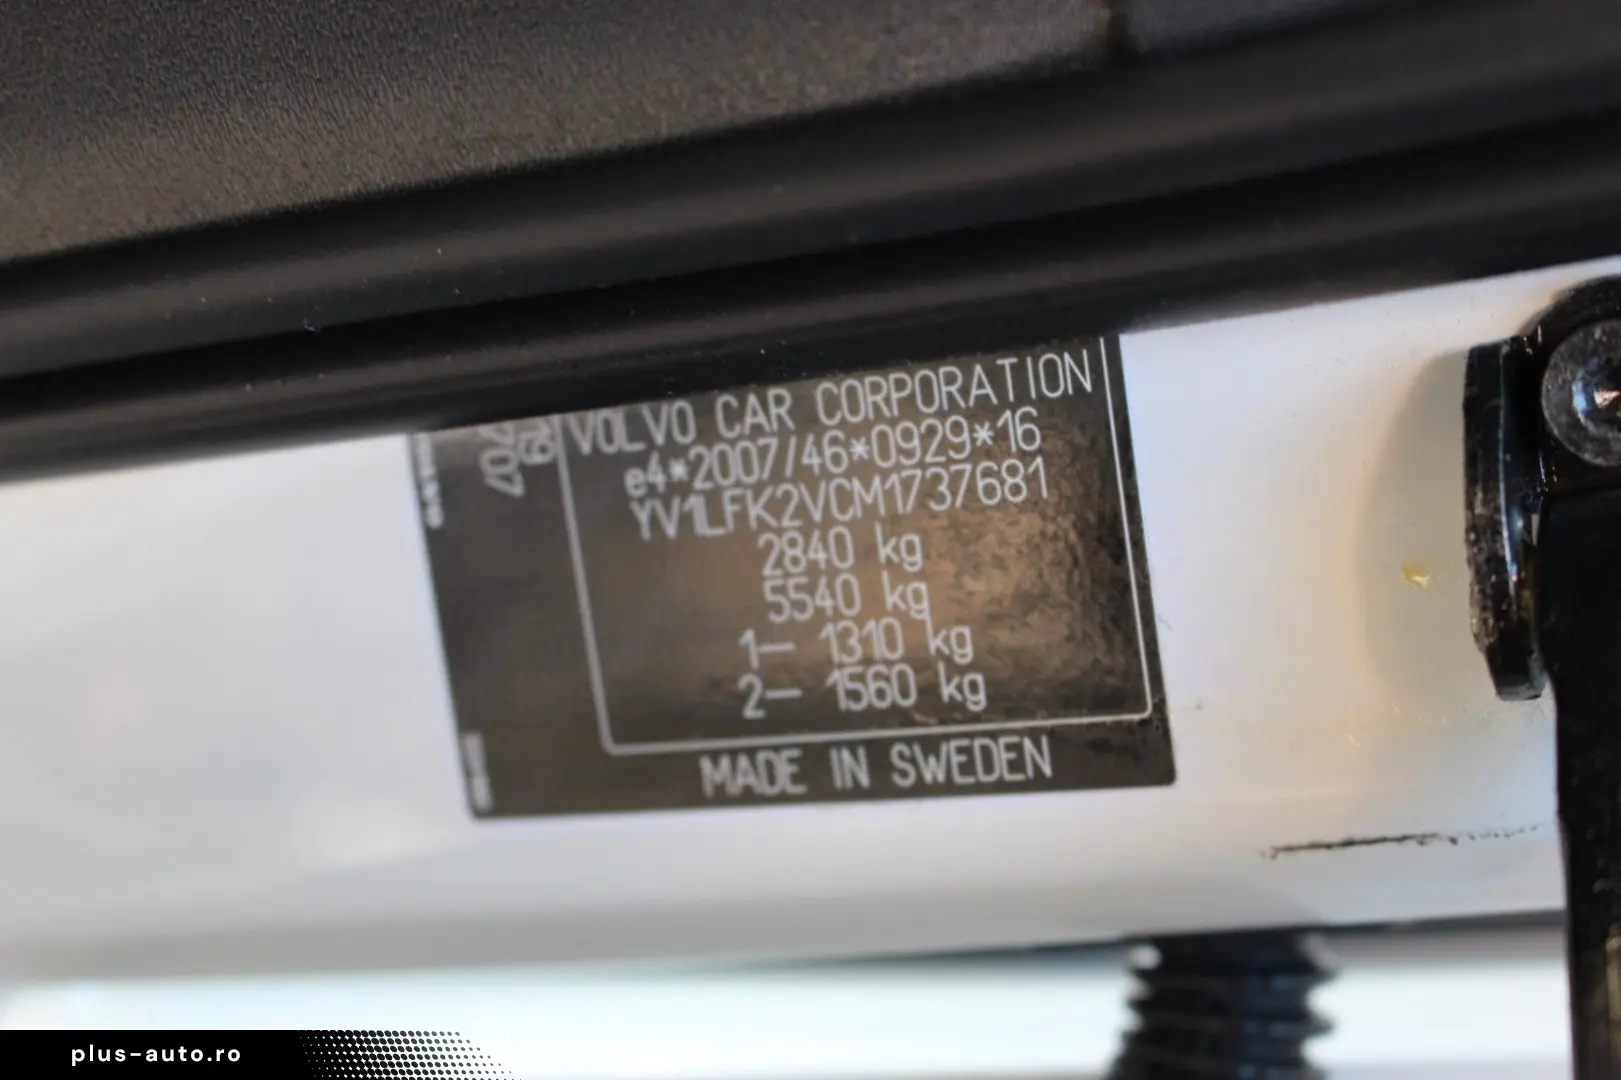 VOLVO CAR CORPORATION
e4*2007/46*0929*16
YV1LFK2VCM1737681
2840 kg
5540 kg
1– 1310 kg
2– 1560 kg
MADE IN SWEDEN
plus-auto.ro